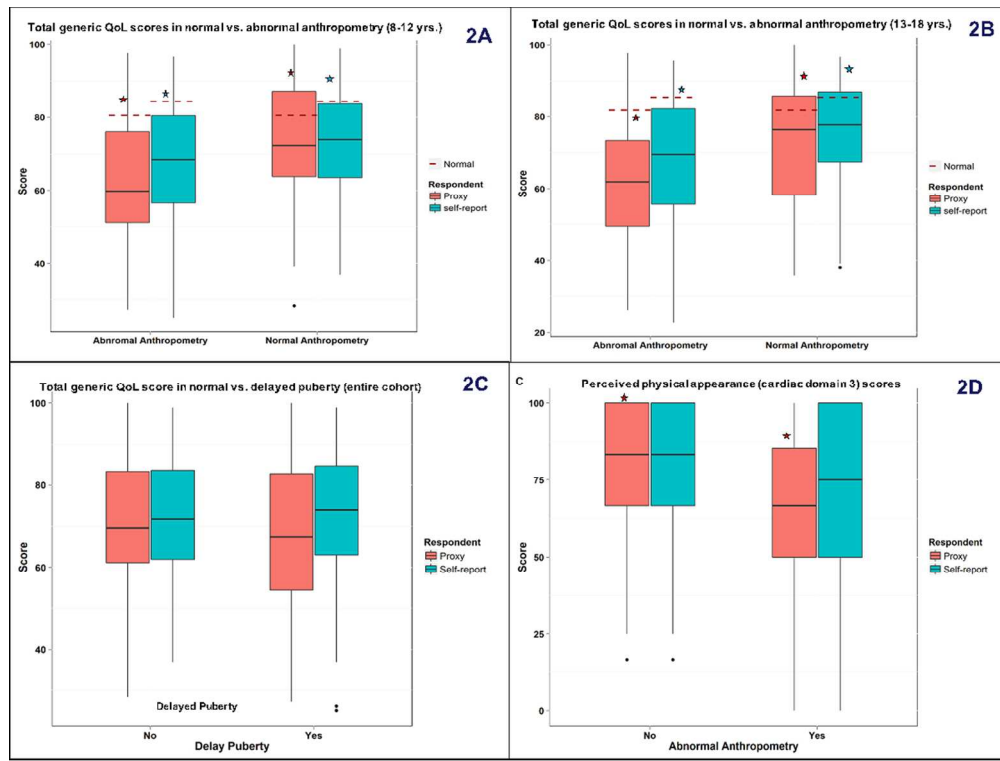 Total generic QoL scores in normal vs. abnormal anthropometry (8-12 yrs.)
2A
100
80
60
40
Score
Abnromal Anthropometry
Normal Anthropometry
Normal
Respondent
Proxy
self-report
Total generic QoL scores in normal vs. abnormal anthropometry (13-18 yrs.)
2B
100
80
60
40
20
Score
Abnromal Anthropometry
Normal Anthropometry
Normal
Respondent
Proxy
self-report
Total generic QoL score in normal vs. delayed puberty (entire cohort)
2C
100
80
60
40
Score
Delayed Puberty
No
Yes
Delay Puberty
Respondent
Proxy
Self-report
C
Perceived physical appearance (cardiac domain 3) scores
2D
100
75
50
25
0
Score
No
Yes
Abnormal Anthropometry
Respondent
Proxy
Self-report